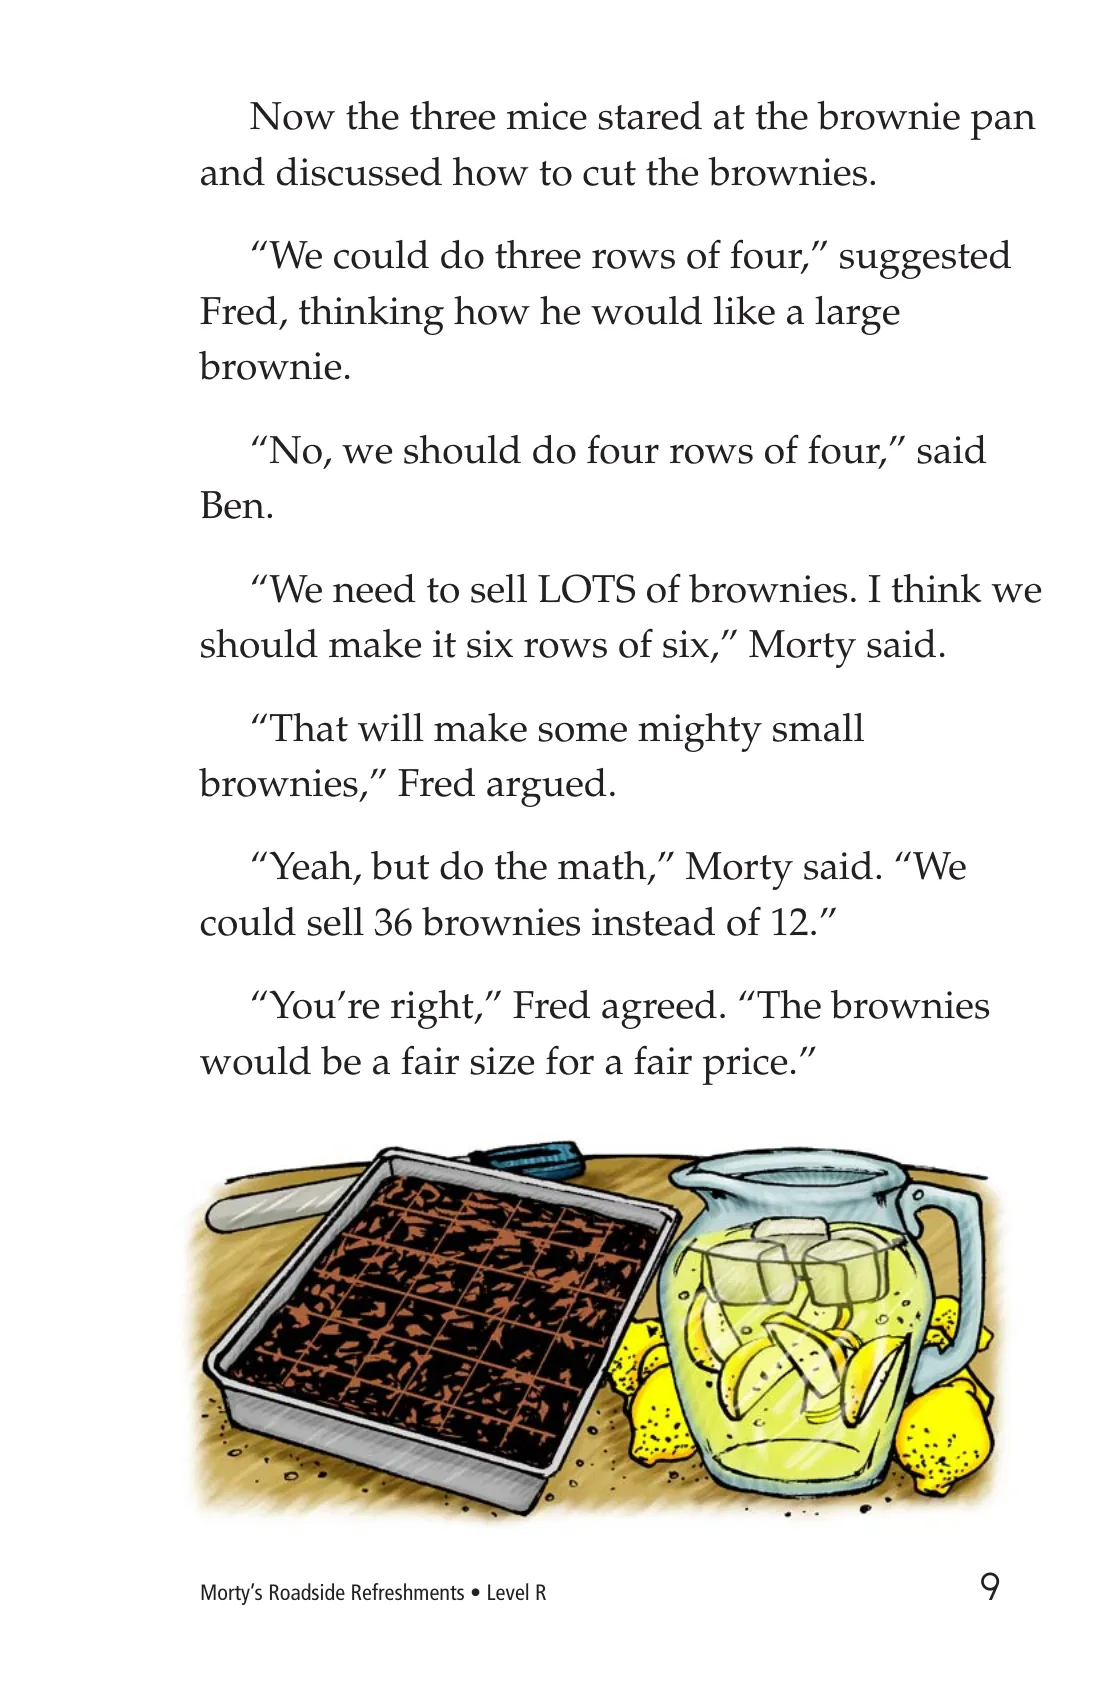 Now the three mice stared at the brownie pan
and discussed how to cut the brownies.
“We could do three rows of four,” suggested
Fred, thinking how he would like a large
brownie.
“No, we should do four rows of four,” said
Ben.
“We need to sell LOTS of brownies. I think we
should make it six rows of six,” Morty said.
“That will make some mighty small
brownies,” Fred argued.
“Yeah, but do the math,” Morty said. “We
could sell 36 brownies instead of 12.”
“You’re right,” Fred agreed. “The brownies
would be a fair size for a fair price.”
Morty’s Roadside Refreshments • Level R
9